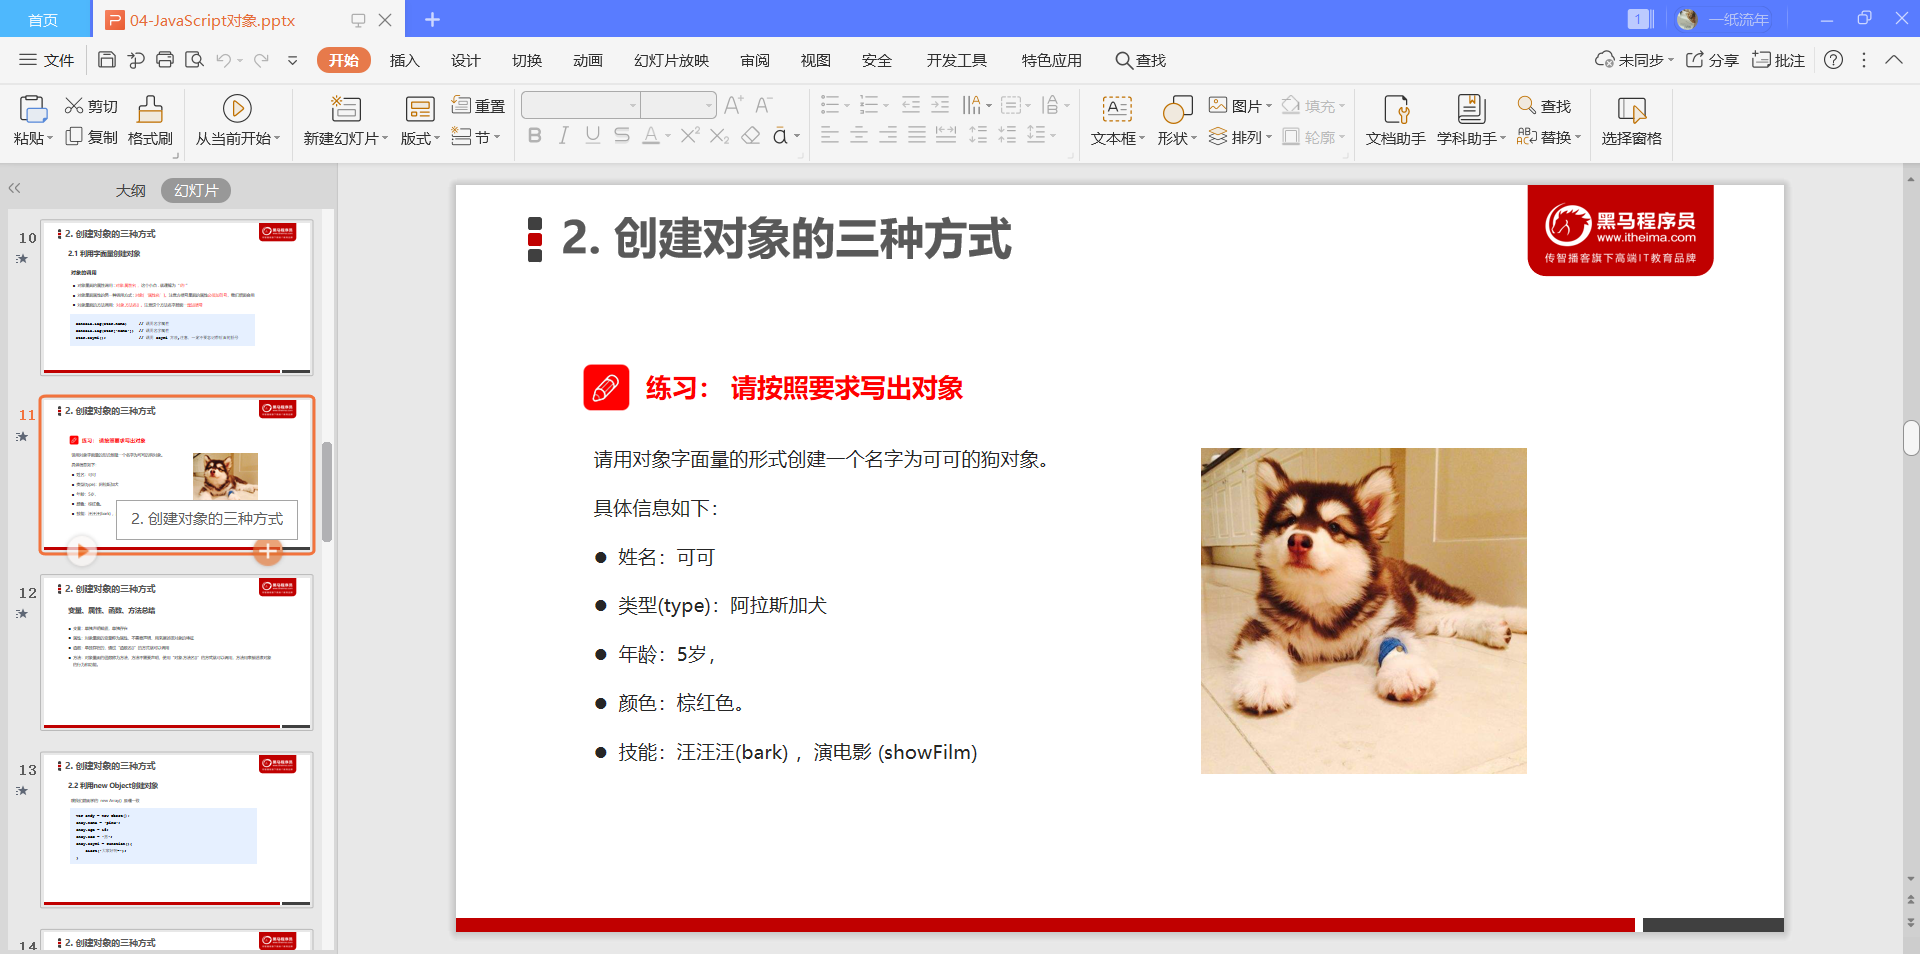 首页
04-JavaScript对象.pptx
1
一纸流年
文件
开始
插入
设计
切换
动画
幻灯片放映
审阅
视图
安全
开发工具
特色应用
查找
未同步
分享
批注
粘贴
剪切
复制
格式刷
从当前开始
新建幻灯片
版式
重置
节
文本框
形状
图片
排列
填充
轮廓
文档助手
学科助手
查找
替换
选择窗格
大纲
幻灯片
10
2. 创建对象的三种方式
2.1 利用字面量创建对象
对象的调用
11
2. 创建对象的三种方式
练习： 请按照要求写出对象
2. 创建对象的三种方式
12
2. 创建对象的三种方式
变量、属性、函数、方法总结
13
2. 创建对象的三种方式
2.2 利用new Object创建对象
14
2. 创建对象的三种方式
2. 创建对象的三种方式
黑马程序员
www.itheima.com
传智播客旗下高端IT教育品牌
练习： 请按照要求写出对象
请用对象字面量的形式创建一个名字为可可的狗对象。
具体信息如下：
● 姓名：可可
● 类型(type)：阿拉斯加犬
● 年龄：5岁，
● 颜色：棕红色。
● 技能：汪汪汪(bark) ，演电影 (showFilm)